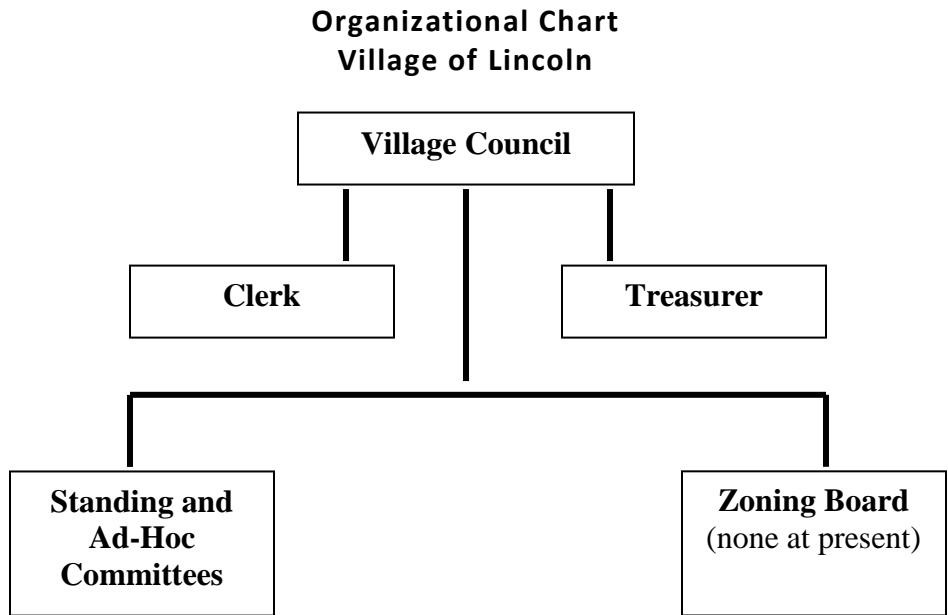 Organizational Chart
Village of Lincoln
Village Council
Clerk
Treasurer
Standing and
Ad-Hoc
Committees
Zoning Board
(none at present)